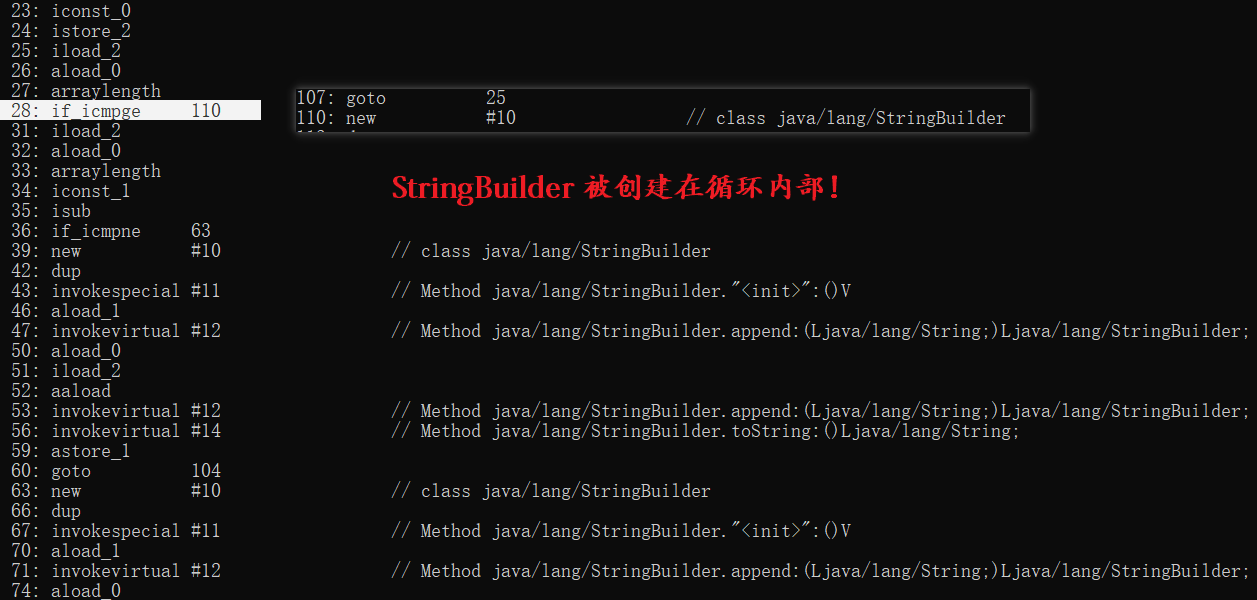 23: iconst_0
24: istore_2
25: iload_2
26: aload_0
27: arraylength
28: if_icmpge 110
107: goto 25
110: new #10 // class java/lang/StringBuilder
31: iload_2
32: aload_0
33: arraylength
34: iconst_1
StringBuilder 被创建在循环内部!
35: isub
36: if_icmpne 63
39: new #10 // class java/lang/StringBuilder
42: dup
43: invokespecial #11 // Method java/lang/StringBuilder."<init>":()V
46: aload_1
47: invokevirtual #12 // Method java/lang/StringBuilder.append:(Ljava/lang/String;)Ljava/lang/StringBuilder;
50: aload_0
51: iload_2
52: aaload
53: invokevirtual #12 // Method java/lang/StringBuilder.append:(Ljava/lang/String;)Ljava/lang/StringBuilder;
56: invokevirtual #14 // Method java/lang/StringBuilder.toString:()Ljava/lang/String;
59: astore_1
60: goto 104
63: new #10 // class java/lang/StringBuilder
66: dup
67: invokespecial #11 // Method java/lang/StringBuilder."<init>":()V
70: aload_1
71: invokevirtual #12 // Method java/lang/StringBuilder.append:(Ljava/lang/String;)Ljava/lang/StringBuilder;
74: aload_0